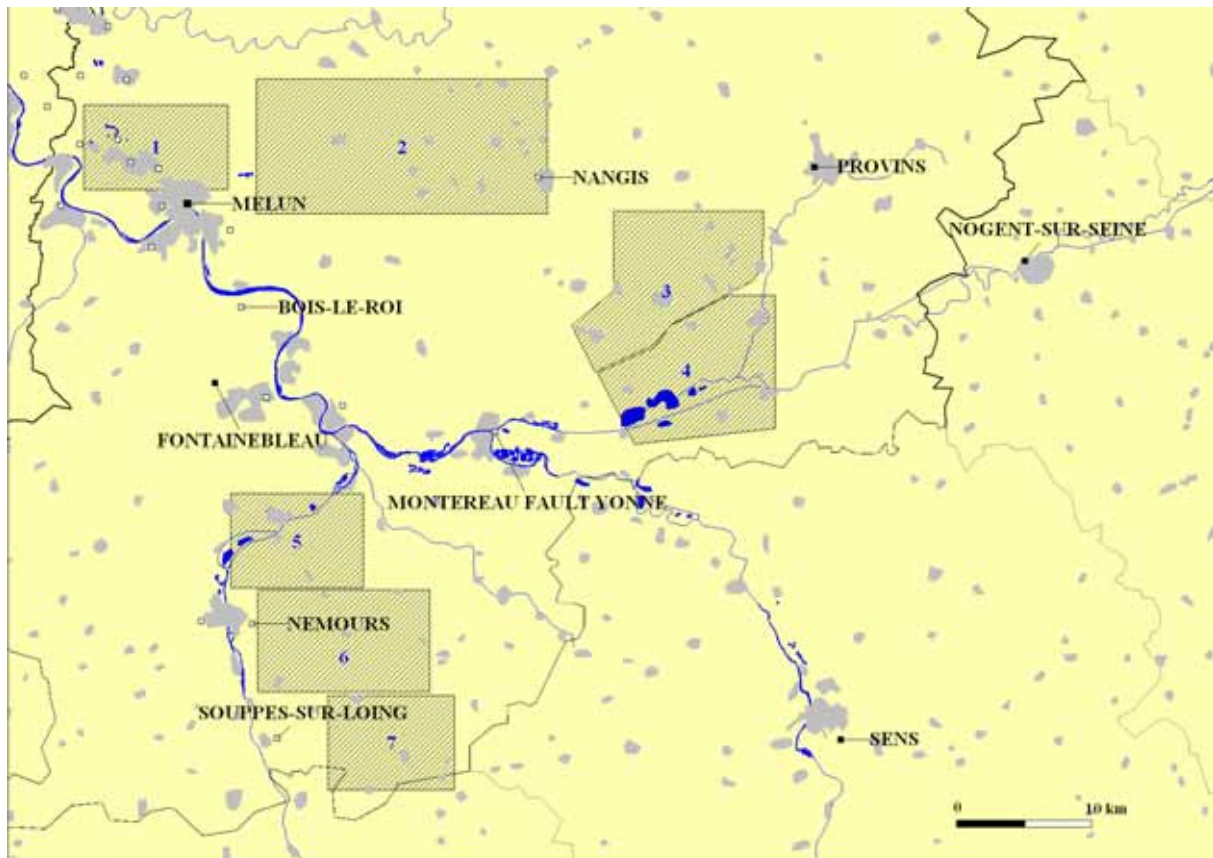 1
2
NANGIS
PROVINS
MELUN
NOGENT-SUR-SEINE
3
BOIS-LE-ROI
4
FONTAINEBLEAU
MONTEREAU FAULT YONNE
5
NEMOURS
6
SOUPPES-SUR-LOING
7
SENS
0 10 km